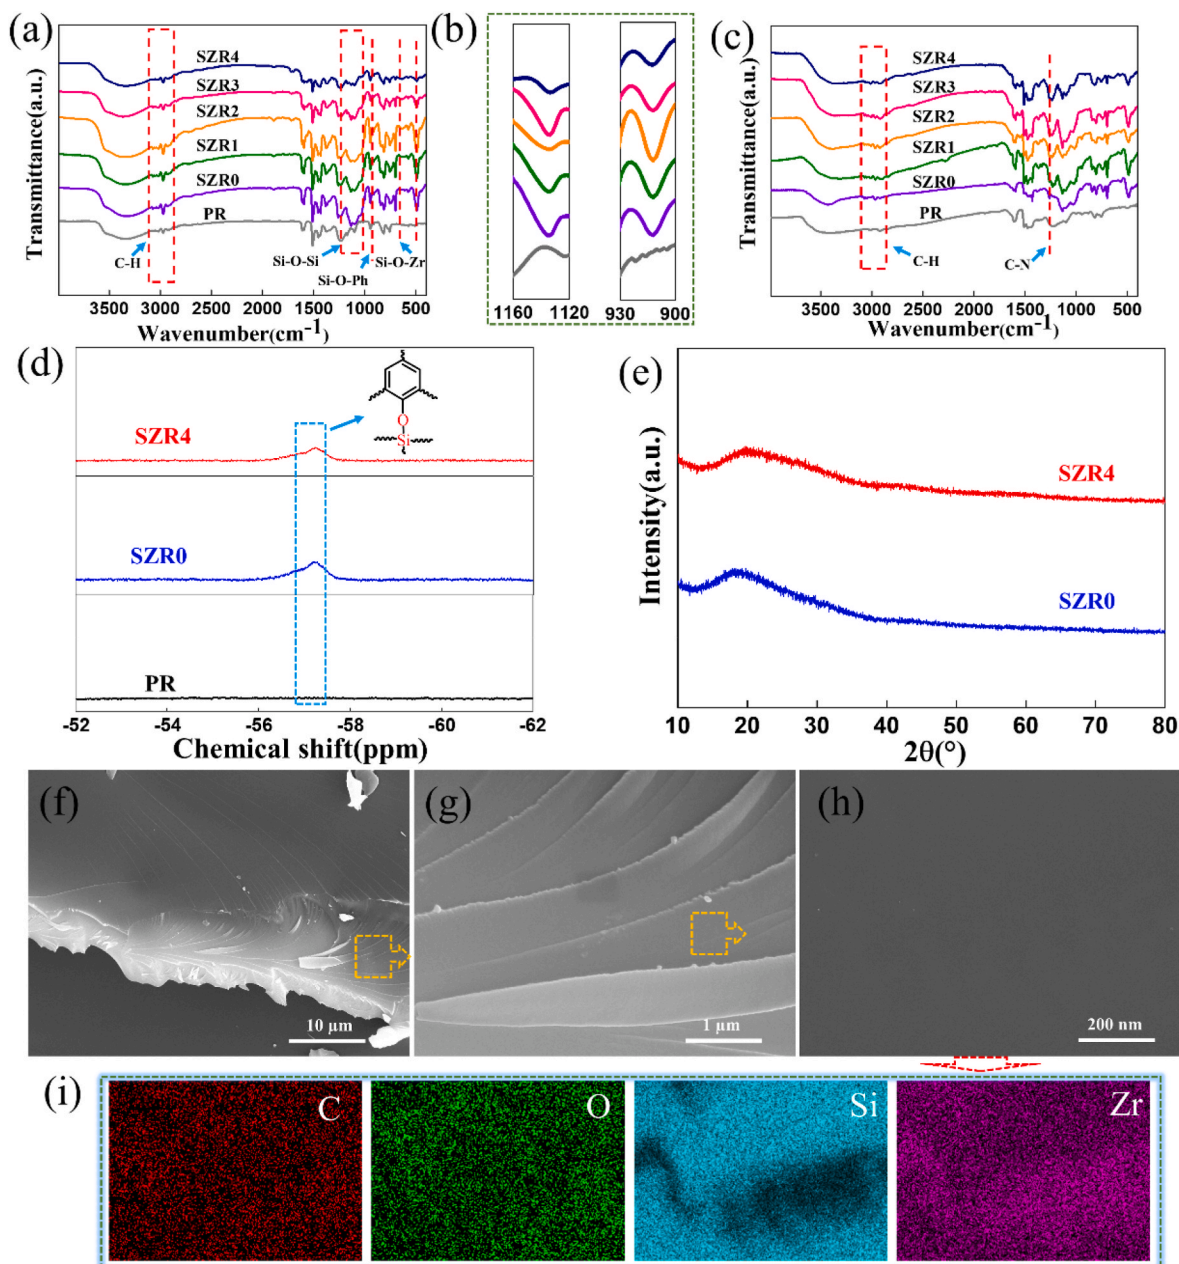 (a)
Transmittance(a.u.)
SZR4
SZR3
SZR2
SZR1
SZR0
PR
C-H
Si-O-Si
Si-O-Ph
Si-O-Zr
3500 3000 2500 2000 1500 1000 500
Wavenumber(cm-1)
(b)
1160 1120 930 900
(c)
Transmittance(a.u.)
SZR4
SZR3
SZR2
SZR1
SZR0
PR
C-H
C-N
3500 3000 2500 2000 1500 1000 500
Wavenumber(cm-1)
(d)
O
Si
SZR4
SZR0
PR
-52 -54 -56 -58 -60 -62
Chemical shift(ppm)
(e)
Intensity(a.u.)
SZR4
SZR0
10 20 30 40 50 60 70 80
2θ(°)
(f)
10 μm
(g)
1 μm
(h)
200 nm
(i)
C
O
Si
Zr